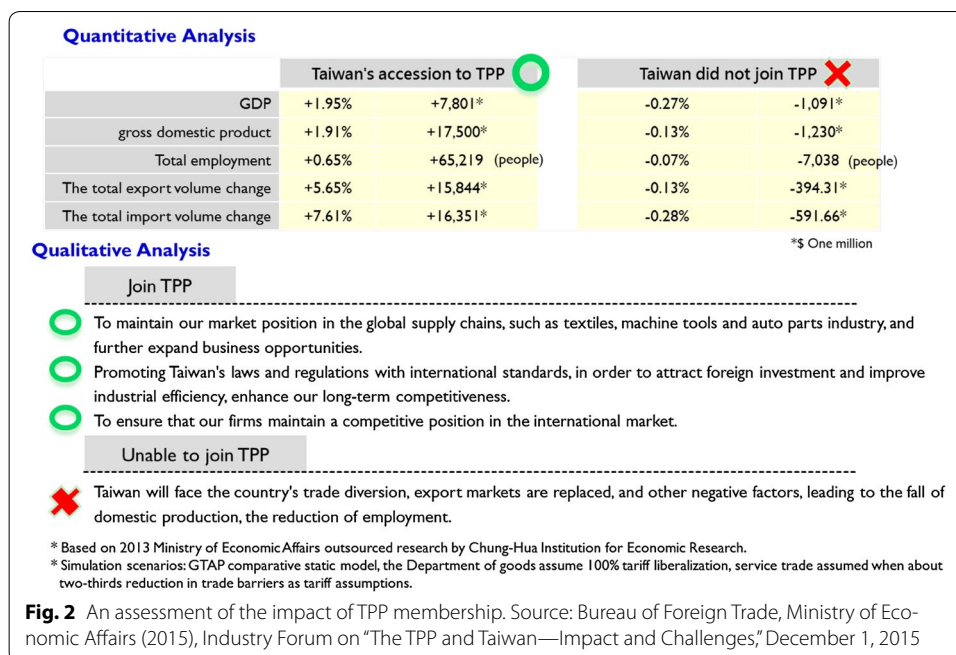 Quantitative Analysis
Taiwan's accession to TPP Taiwan did not join TPP
GDP +1.95% +7,801* -0.27% -1,091*
gross domestic product +1.91% +17,500* -0.13% -1,230*
Total employment +0.65% +65,219 (people) -0.07% -7,038 (people)
The total export volume change +5.65% +15,844* -0.13% -394.31*
The total import volume change +7.61% +16,351* -0.28% -591.66*
*$ One million
Qualitative Analysis
Join TPP
To maintain our market position in the global supply chains, such as textiles, machine tools and auto parts industry, and
further expand business opportunities.
Promoting Taiwan's laws and regulations with international standards, in order to attract foreign investment and improve
industrial efficiency, enhance our long-term competitiveness.
To ensure that our firms maintain a competitive position in the international market.
Unable to join TPP
Taiwan will face the country's trade diversion, export markets are replaced, and other negative factors, leading to the fall of
domestic production, the reduction of employment.
* Based on 2013 Ministry of Economic Affairs outsourced research by Chung-Hua Institution for Economic Research.
* Simulation scenarios: GTAP comparative static model, the Department of goods assume 100% tariff liberalization, service trade assumed when about
two-thirds reduction in trade barriers as tariff assumptions.
Fig. 2 An assessment of the impact of TPP membership. Source: Bureau of Foreign Trade, Ministry of Eco-
nomic Affairs (2015), Industry Forum on “The TPP and Taiwan—Impact and Challenges,” December 1, 2015